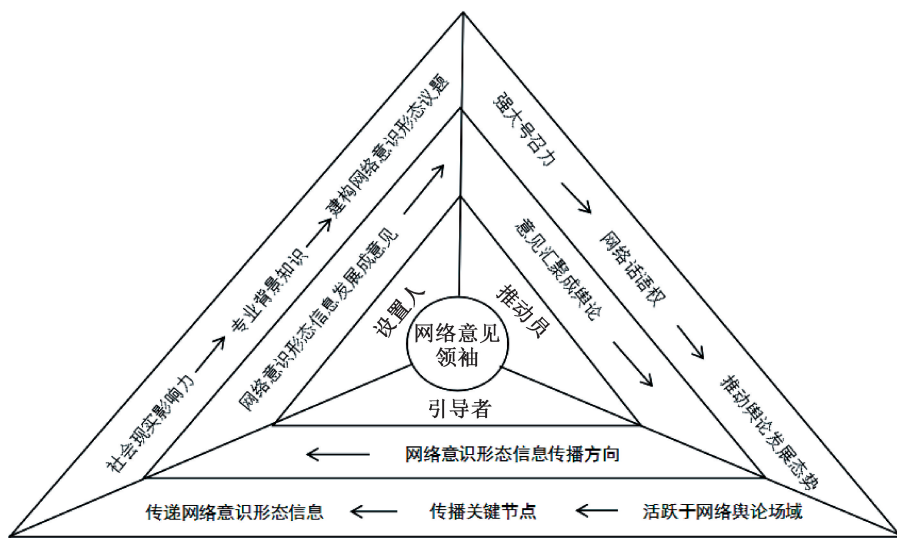 社会现实影响力
专业背景知识
建构网络意识形态议题
强大号召力
网络话语权
推动舆论发展态势
网络意识形态信息发展成意见
意见汇聚成舆论
设置人
推动员
网络意见
领袖
引导者
网络意识形态信息传播方向
传递网络意识形态信息
传播关键节点
活跃于网络舆论场域